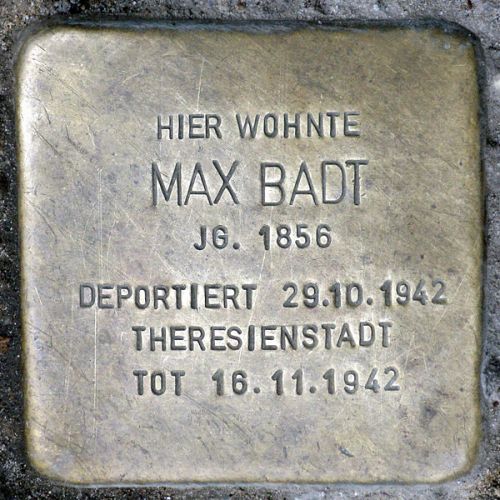 HIER WOHNTE
MAX BADT
JG. 1856
DEPORTIERT 29.10.1942
THERESIENSTADT
TOT 16.11.1942